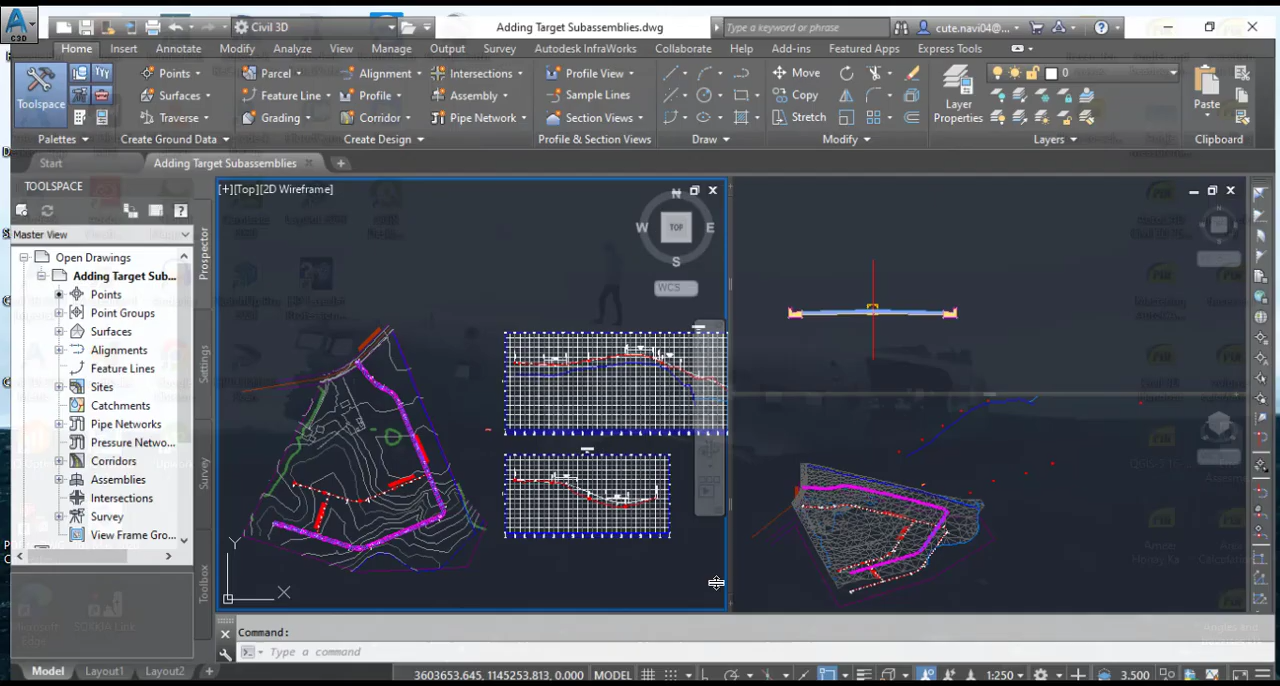 C3D
Civil 3D
Adding Target Subassemblies.dwg
Type a keyword or phrase
cute.navi04@...
Home Insert Annotate Modify Analyze View Manage Output Survey Autodesk InfraWorks Collaborate Help Add-ins Featured Apps Express Tools
Toolspace
Points
Surfaces
Traverse
Parcel
Feature Line
Grading
Alignment
Profile
Corridor
Intersections
Assembly
Pipe Network
Profile View
Sample Lines
Section Views
Move
Copy
Stretch
Layer
Properties
0
Paste
Palettes
Create Ground Data
Create Design
Profile & Section Views
Draw
Modify
Layers
Clipboard
Start
Adding Target Subassemblies
TOOLSPACE
Master View
Open Drawings
Adding Target Sub...
Points
Point Groups
Surfaces
Alignments
Feature Lines
Sites
Catchments
Pipe Networks
Pressure Netwo...
Corridors
Assemblies
Intersections
Survey
View Frame Gro...
Prospector
Settings
Survey
Toolbox
[+][Top][2D Wireframe]
N
W
TOP
E
S
WCS
Y
X
Command:
Type a command
Model Layout1 Layout2
3603653.645, 1145253.813, 0.000 MODEL
1:250
3.500